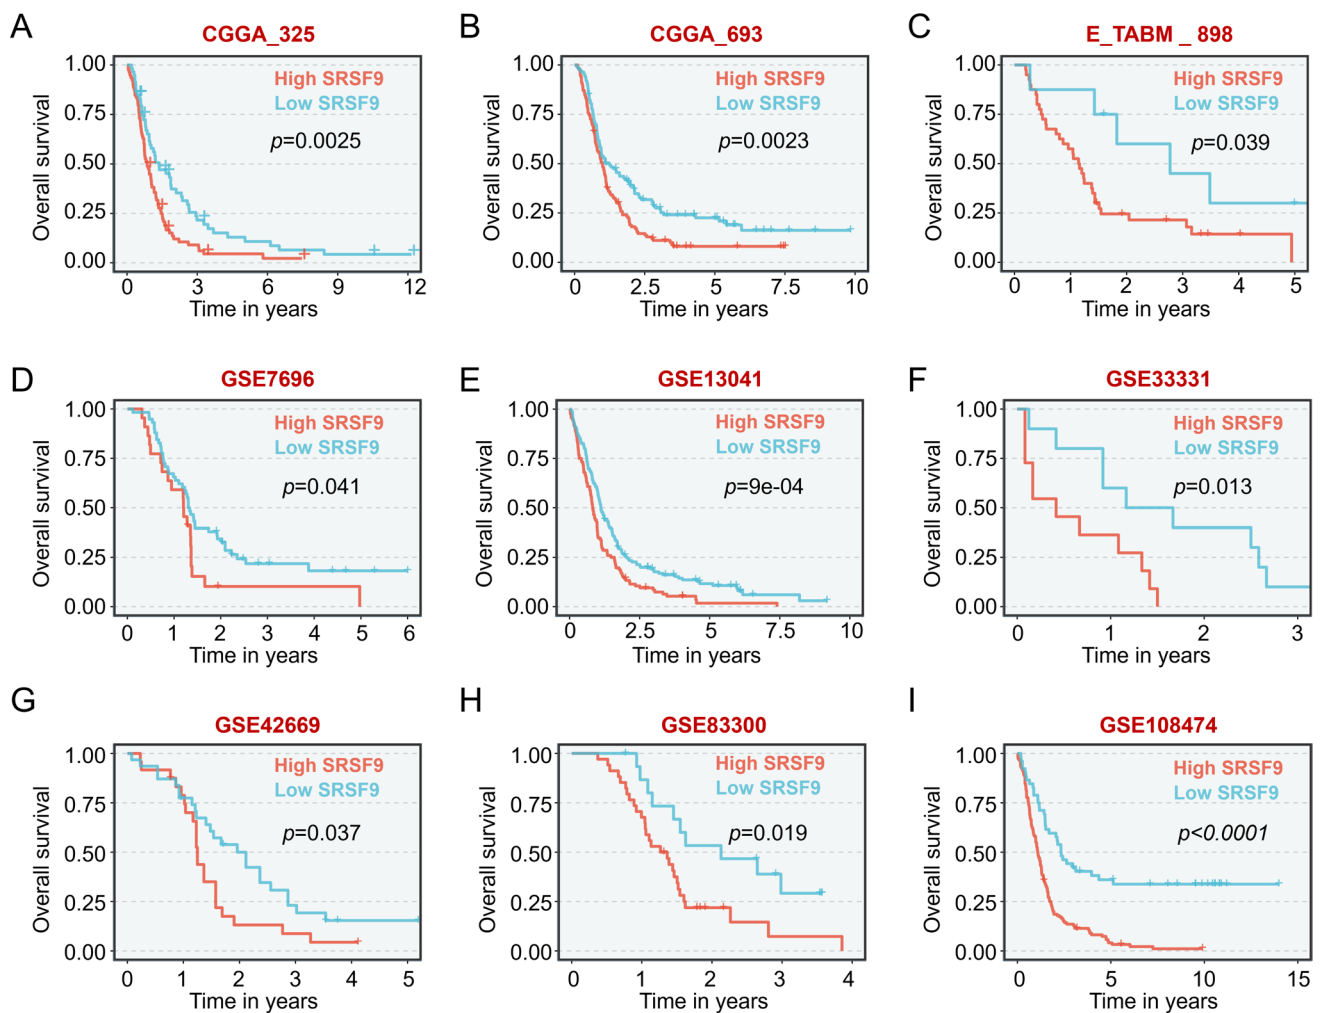 A
CGGA_325
Overall survival
1.00
0.75
0.50
0.25
0.00
High SRSF9
Low SRSF9
p=0.0025
0 3 6 9 12
Time in years
B
CGGA_693
Overall survival
1.00
0.75
0.50
0.25
0.00
High SRSF9
Low SRSF9
p=0.0023
0 2.5 5 7.5 10
Time in years
C
E_TABM _ 898
Overall survival
1.00
0.75
0.50
0.25
0.00
High SRSF9
Low SRSF9
p=0.039
0 1 2 3 4 5
Time in years
D
GSE7696
Overall survival
1.00
0.75
0.50
0.25
0.00
High SRSF9
Low SRSF9
p=0.041
0 1 2 3 4 5 6
Time in years
E
GSE13041
Overall survival
1.00
0.75
0.50
0.25
0.00
High SRSF9
Low SRSF9
p=9e-04
0 2.5 5 7.5 10
Time in years
F
GSE33331
Overall survival
1.00
0.75
0.50
0.25
0.00
High SRSF9
Low SRSF9
p=0.013
0 1 2 3
Time in years
G
GSE42669
Overall survival
1.00
0.75
0.50
0.25
0.00
High SRSF9
Low SRSF9
p=0.037
0 1 2 3 4 5
Time in years
H
GSE83300
Overall survival
1.00
0.75
0.50
0.25
0.00
High SRSF9
Low SRSF9
p=0.019
0 1 2 3 4
Time in years
I
GSE108474
Overall survival
1.00
0.75
0.50
0.25
0.00
High SRSF9
Low SRSF9
p<0.0001
0 5 10 15
Time in years